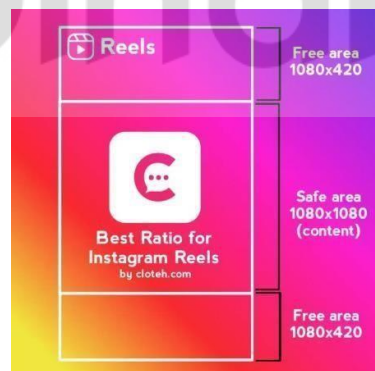 Reels
Free area
1080x420
Safe area
1080x1080
(content)
Best Ratio for
Instagram Reels
by cloteh.com
Free area
1080x420